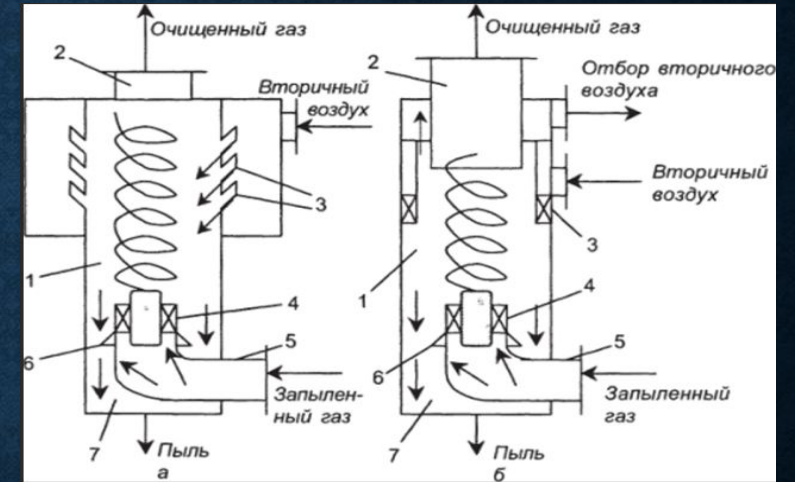 Очищенный газ
2
Вторичный
воздух
3
1
4
5
6
Запылен-
ный газ
7
Пыль
а
Очищенный газ
2
Отбор вторичного
воздуха
Вторичный
воздух
3
1
4
5
6
Запыленный
газ
7
Пыль
б